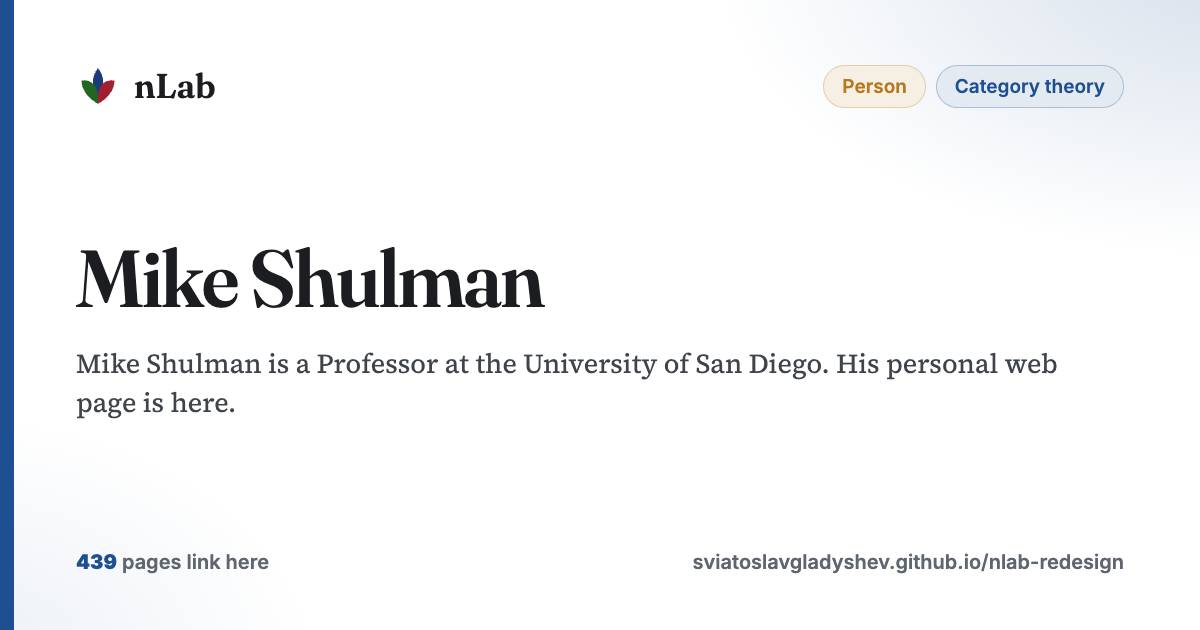 nLab
Person
Category theory
Mike Shulman
Mike Shulman is a Professor at the University of San Diego. His personal web
page is here.
439 pages link here
sviatoslavgladyshev.github.io/nlab-redesign